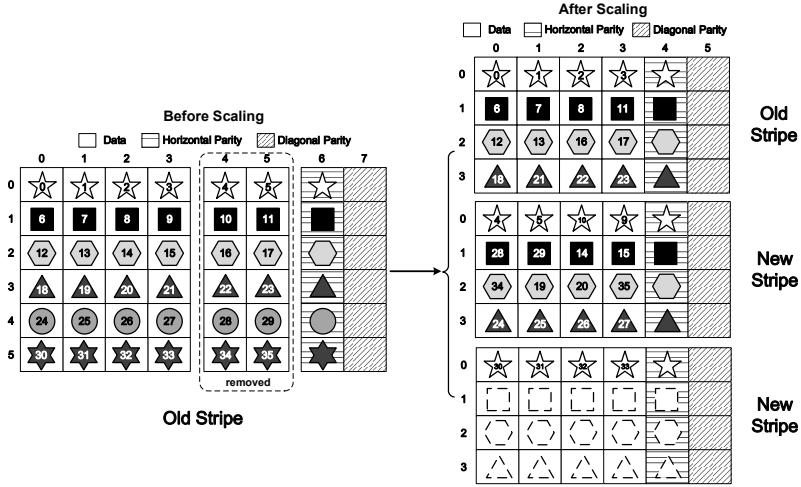 Before Scaling
Data Horizontal Parity Diagonal Parity
0 1 2 3 4 5 6 7
0 0 1 2 3 4 5
1 6 7 8 9 10 11
2 12 13 14 15 16 17
3 18 19 20 21 22 23
4 24 25 26 27 28 29
5 30 31 32 33 34 35
removed
Old Stripe
After Scaling
Data Horizontal Parity Diagonal Parity
0 1 2 3 4 5
0 0 1 2 3
1 6 7 8 11
2 12 13 16 17
3 18 21 22 23
Old
Stripe
0 4 5 10 9
1 28 29 14 15
2 34 19 20 35
3 24 25 26 27
New
Stripe
0 30 31 32 33
1
2
3
New
Stripe